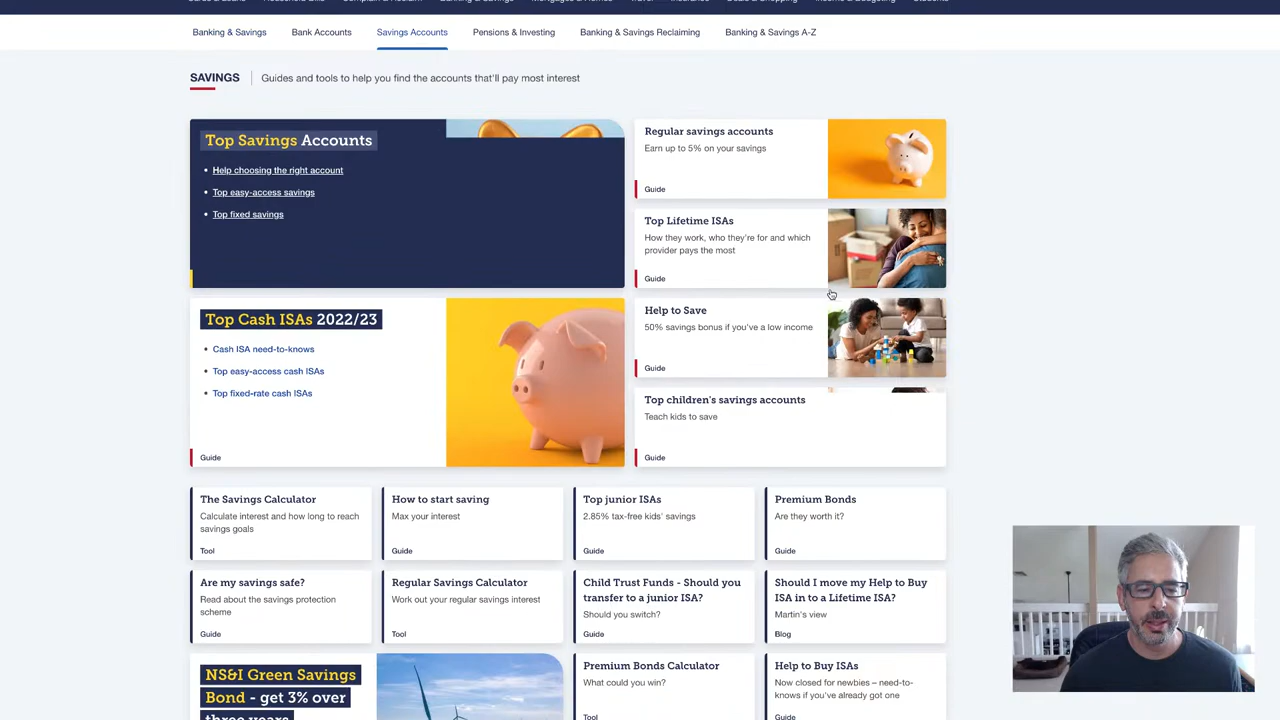 Banking & Savings
Bank Accounts
Savings Accounts
Pensions & Investing
Banking & Savings Reclaiming
Banking & Savings A-Z
SAVINGS
Guides and tools to help you find the accounts that'll pay most interest
Top Savings Accounts
• Help choosing the right account
• Top easy-access savings
• Top fixed savings
Regular savings accounts
Earn up to 5% on your savings
Guide
Top Lifetime ISAs
How they work, who they're for and which
provider pays the most
Guide
Top Cash ISAs 2022/23
• Cash ISA need-to-knows
• Top easy-access cash ISAs
• Top fixed-rate cash ISAs
Guide
Help to Save
50% savings bonus if you've a low income
Guide
Top children's savings accounts
Teach kids to save
Guide
The Savings Calculator
Calculate interest and how long to reach
savings goals
Tool
How to start saving
Max your interest
Guide
Top junior ISAs
2.85% tax-free kids' savings
Guide
Premium Bonds
Are they worth it?
Guide
Are my savings safe?
Read about the savings protection
scheme
Guide
Regular Savings Calculator
Work out your regular savings interest
Tool
Child Trust Funds - Should you
transfer to a junior ISA?
Should you switch?
Guide
Should I move my Help to Buy
ISA in to a Lifetime ISA?
Martin's view
Blog
NS&I Green Savings
Bond - get 3% over
three years
Premium Bonds Calculator
What could you win?
Tool
Help to Buy ISAs
Now closed for newbies – need-to-
knows if you've already got one
Guide